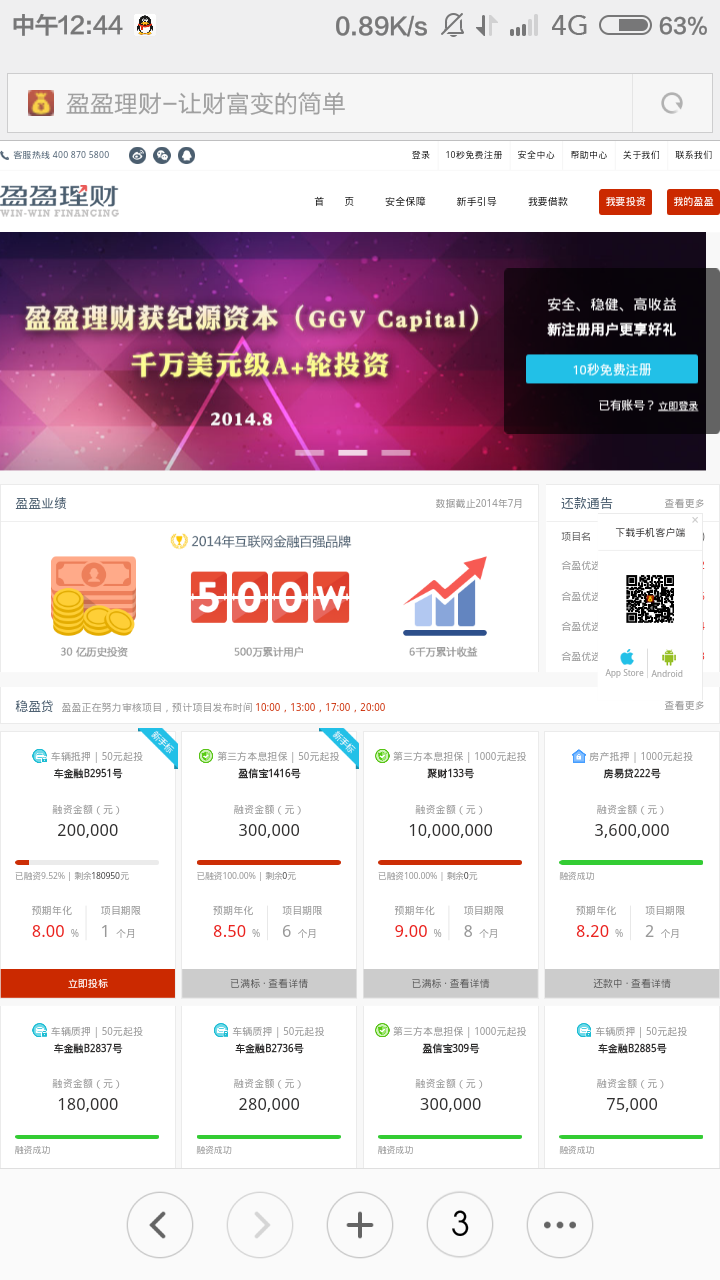 中午12:44 0.89K/s 4G 63%
盈盈理财-让财富变的简单
客服热线 400 870 5800 登录 10秒免费注册 安全中心 帮助中心 关于我们 联系我们
盈盈理财
WIN-WIN FINANCING
首 页 安全保障 新手引导 我要借款 我要投资 我的盈盈
盈盈理财获纪源资本（GGV Capital）
千万美元级A+轮投资
2014.8
安全、稳健、高收益
新注册用户更享好礼
10秒免费注册
已有账号？立即登录
盈盈业绩 数据截止2014年7月
2014年互联网金融百强品牌
500W
30 亿历史投资 500万累计用户 6千万累计收益
还款通告 查看更多
项目名
合盈优选
合盈优选
合盈优选
合盈优选
下载手机客户端 ×
App Store Android
稳盈贷 盈盈正在努力审核项目，预计项目发布时间 10:00，13:00，17:00，20:00 查看更多
新手标
车辆抵押 | 50元起投
车金融B2951号
融资金额（元）
200,000
已融资9.52% | 剩余180950元
预期年化 项目期限
8.00 % 1 个月
立即投标
新手标
第三方本息担保 | 50元起投
盈信宝1416号
融资金额（元）
300,000
已融资100.00% | 剩余0元
预期年化 项目期限
8.50 % 6 个月
已满标 · 查看详情
第三方本息担保 | 1000元起投
聚财133号
融资金额（元）
10,000,000
已融资100.00% | 剩余0元
预期年化 项目期限
9.00 % 8 个月
已满标 · 查看详情
房产抵押 | 1000元起投
房易贷222号
融资金额（元）
3,600,000
融资成功
预期年化 项目期限
8.20 % 2 个月
还款中 · 查看详情
车辆质押 | 50元起投
车金融B2837号
融资金额（元）
180,000
融资成功
车辆质押 | 50元起投
车金融B2736号
融资金额（元）
280,000
融资成功
第三方本息担保 | 1000元起投
盈信宝309号
融资金额（元）
300,000
融资成功
车辆质押 | 50元起投
车金融B2885号
融资金额（元）
75,000
融资成功
3